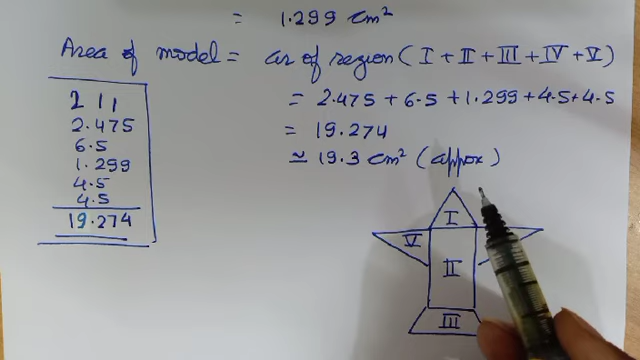 = 1.299 cm²
Area of model = ar of region (I + II + III + IV + V)
= 2.475 + 6.5 + 1.299 + 4.5 + 4.5
= 19.274
≃ 19.3 cm² (approx)
2 1 1
2.475
6.5
1.299
4.5
4.5
19.274
I
V
II
III